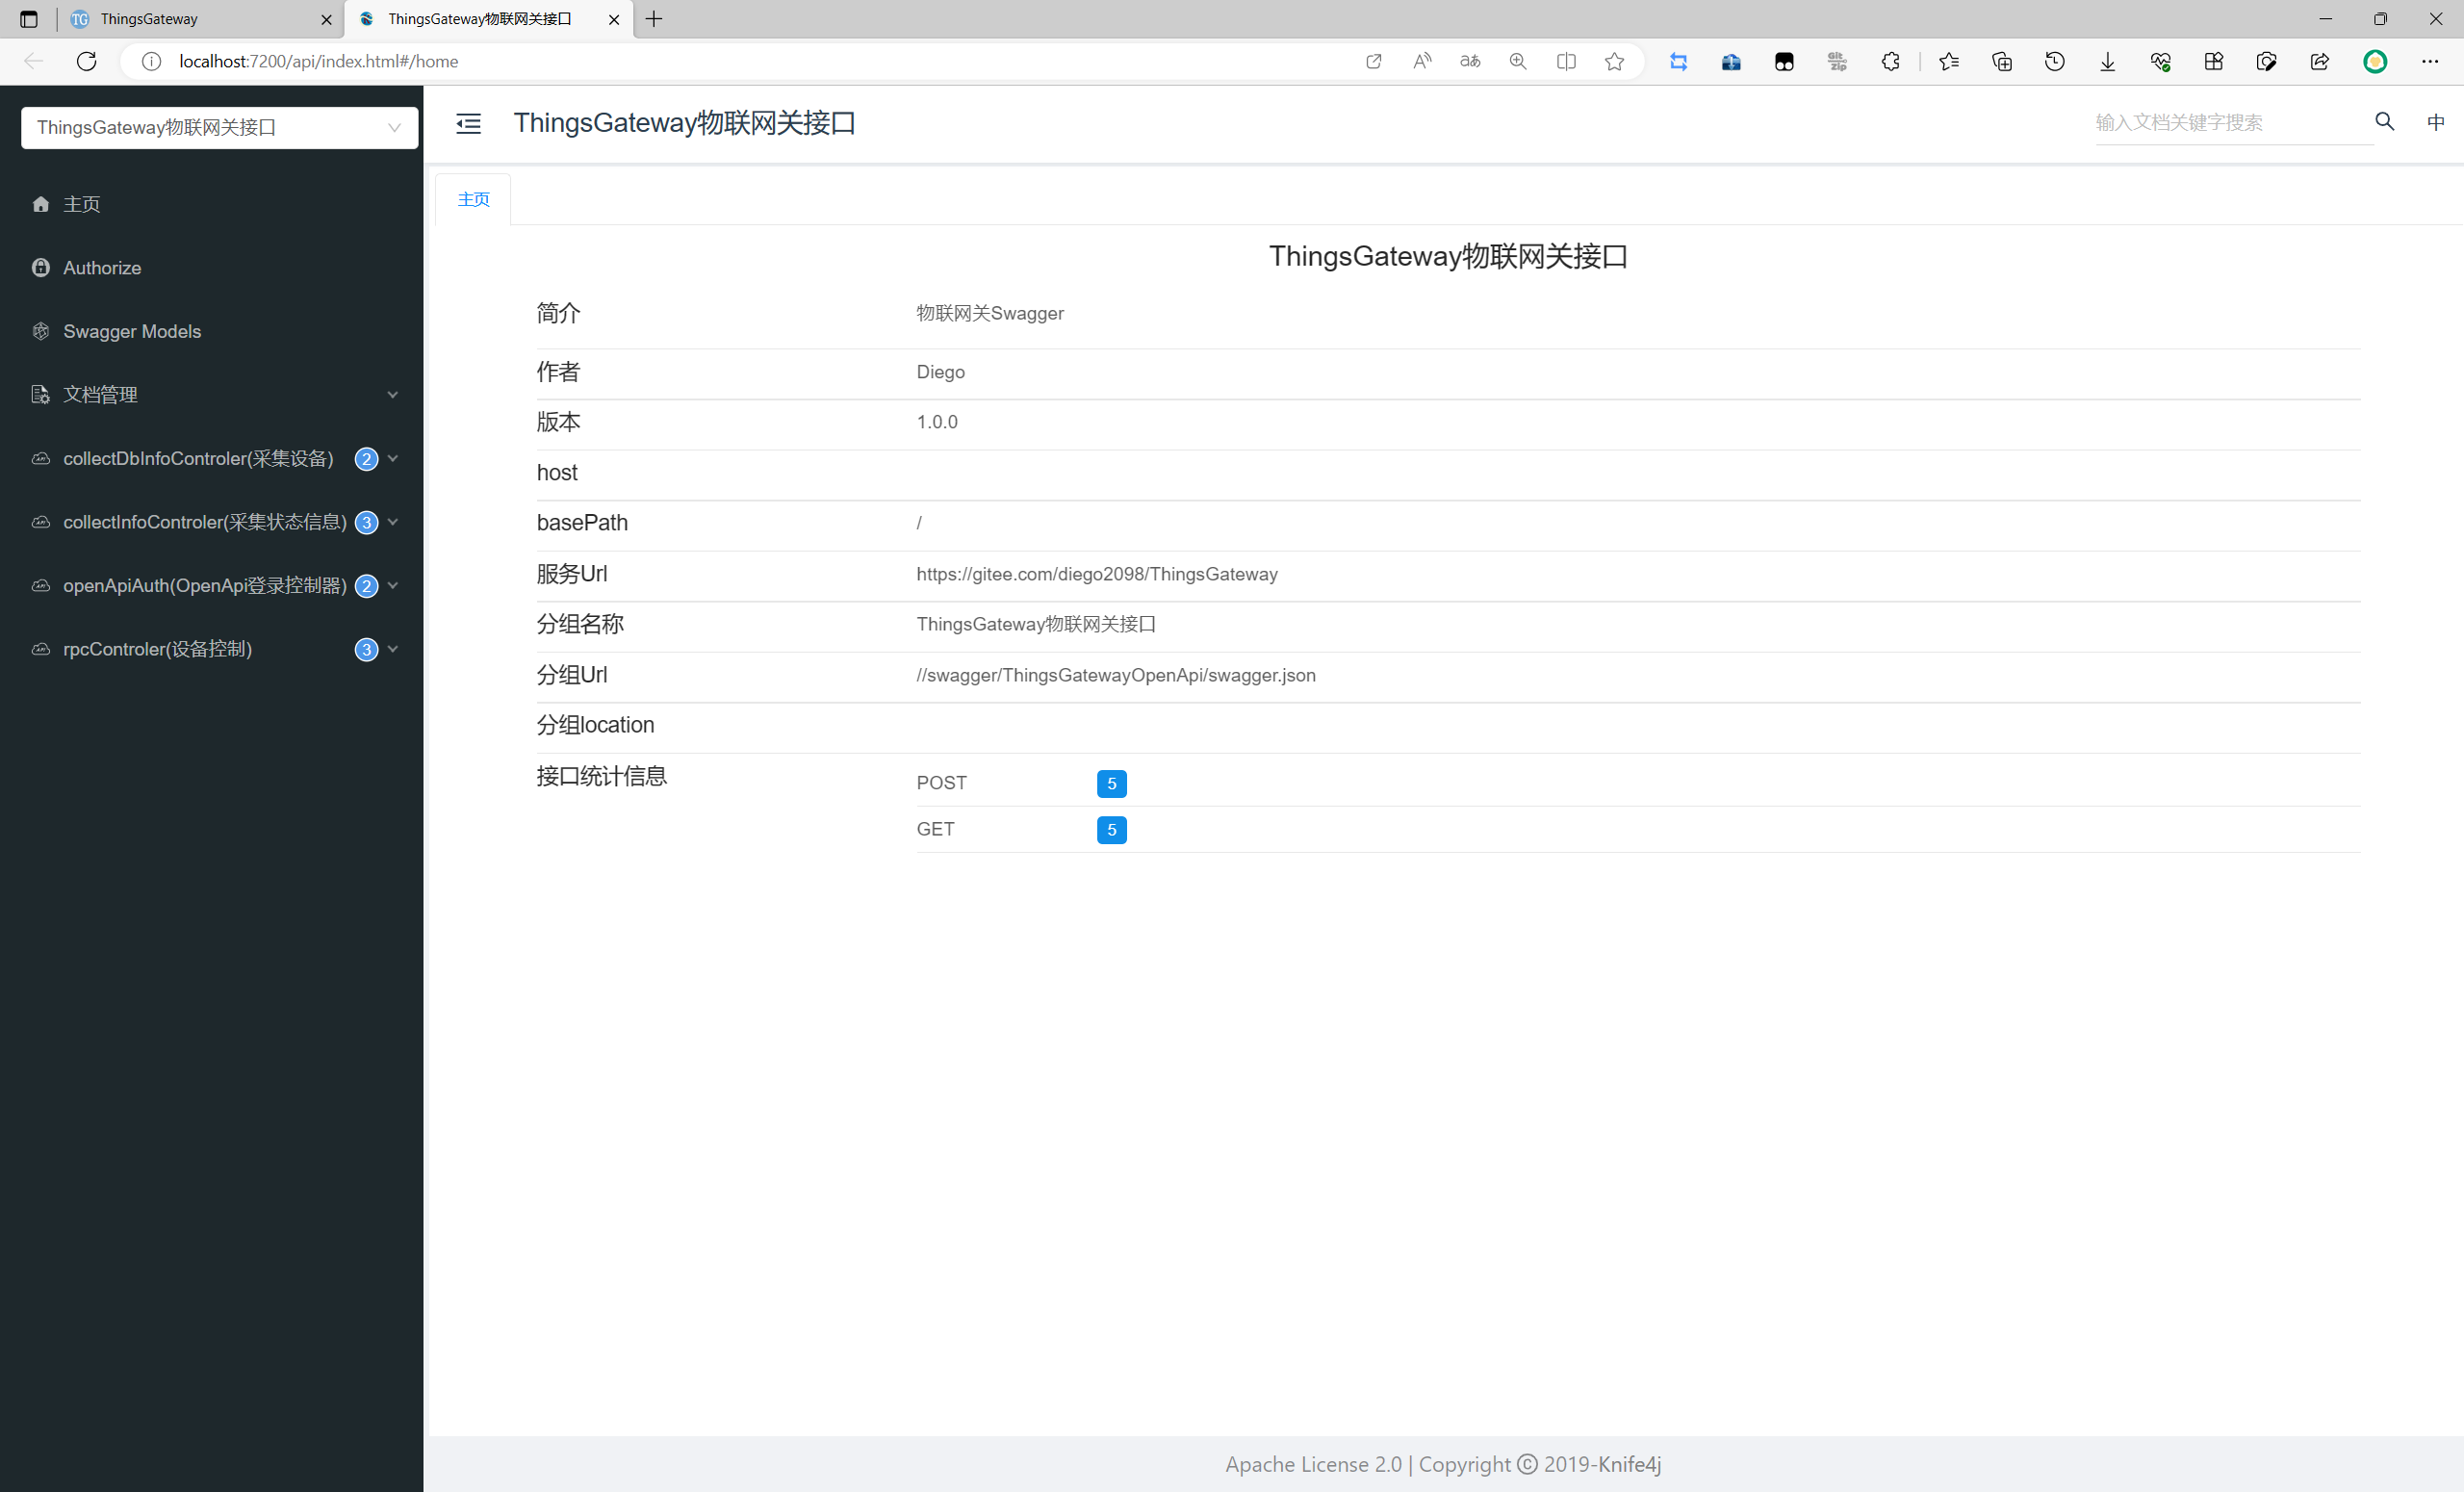 ThingsGateway
ThingsGateway物联网关接口
localhost:7200/api/index.html#/home
ThingsGateway物联网关接口
ThingsGateway物联网关接口
输入文档关键字搜索
中
主页
Authorize
Swagger Models
文档管理
collectDbInfoControler(采集设备) 2
collectInfoControler(采集状态信息) 3
openApiAuth(OpenApi登录控制器) 2
rpcControler(设备控制) 3
主页
ThingsGateway物联网关接口
简介 物联网关Swagger
作者 Diego
版本 1.0.0
host
basePath /
服务Url https://gitee.com/diego2098/ThingsGateway
分组名称 ThingsGateway物联网关接口
分组Url //swagger/ThingsGatewayOpenApi/swagger.json
分组location
接口统计信息 POST 5
GET 5
Apache License 2.0 | Copyright © 2019-Knife4j